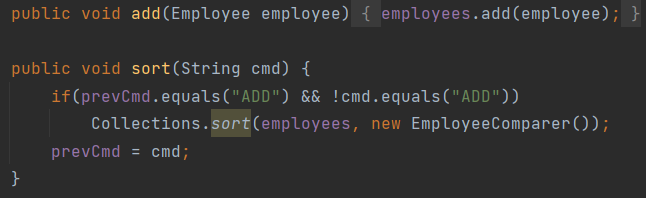 public void add(Employee employee) { employees.add(employee); }
public void sort(String cmd) {
if(prevCmd.equals("ADD") && !cmd.equals("ADD"))
Collections.sort(employees, new EmployeeComparer());
prevCmd = cmd;
}